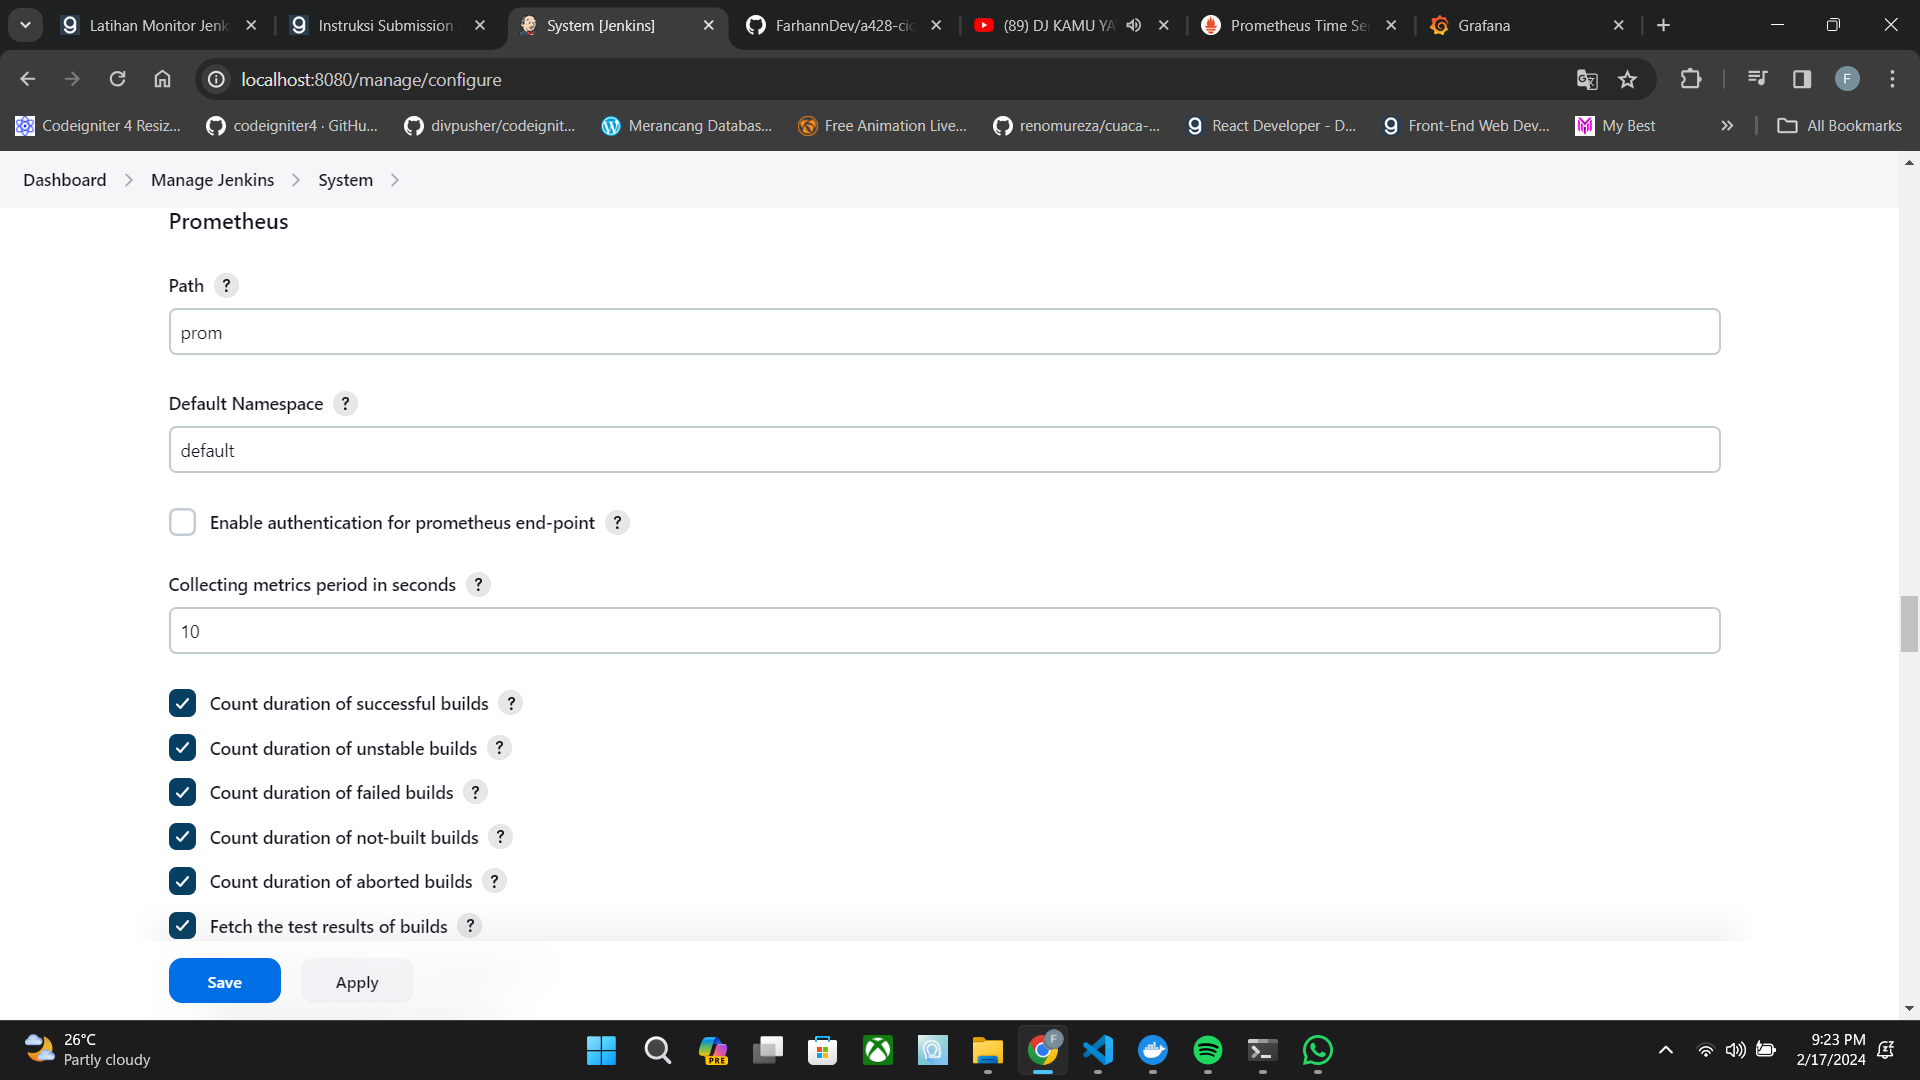 Latihan Monitor Jenk
Instruksi Submission
System [Jenkins]
FarhannDev/a428-cic
(89) DJ KAMU YA
Prometheus Time Se
Grafana
localhost:8080/manage/configure
F
Codeigniter 4 Resiz...
codeigniter4 · GitHu...
divpusher/codeignit...
Merancang Databas...
Free Animation Live...
renomureza/cuaca-...
React Developer - D...
Front-End Web Dev...
My Best
All Bookmarks
Dashboard
Manage Jenkins
System
Prometheus
Path ?
prom
Default Namespace ?
default
Enable authentication for prometheus end-point ?
Collecting metrics period in seconds ?
10
Count duration of successful builds ?
Count duration of unstable builds ?
Count duration of failed builds ?
Count duration of not-built builds ?
Count duration of aborted builds ?
Fetch the test results of builds ?
Save
Apply
26°C
Partly cloudy
PRE
F
9:23 PM
2/17/2024